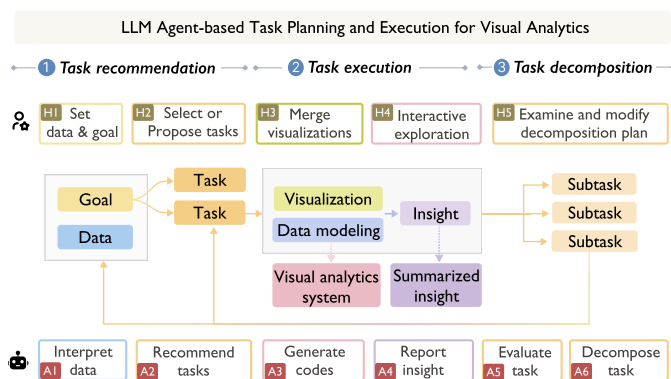 LLM Agent-based Task Planning and Execution for Visual Analytics
1 Task recommendation
2 Task execution
3 Task decomposition
H1 Set
data & goal
H2 Select or
Propose tasks
H3 Merge
visualizations
H4 Interactive
exploration
H5 Examine and modify
decomposition plan
Goal
Data
Task
Task
Visualization
Data modeling
Insight
Visual analytics
system
Summarized
insight
Subtask
Subtask
Subtask
Interpret
A1 data
Recommend
A2 tasks
Generate
A3 codes
Report
A4 insight
Evaluate
A5 task
Decompose
A6 task